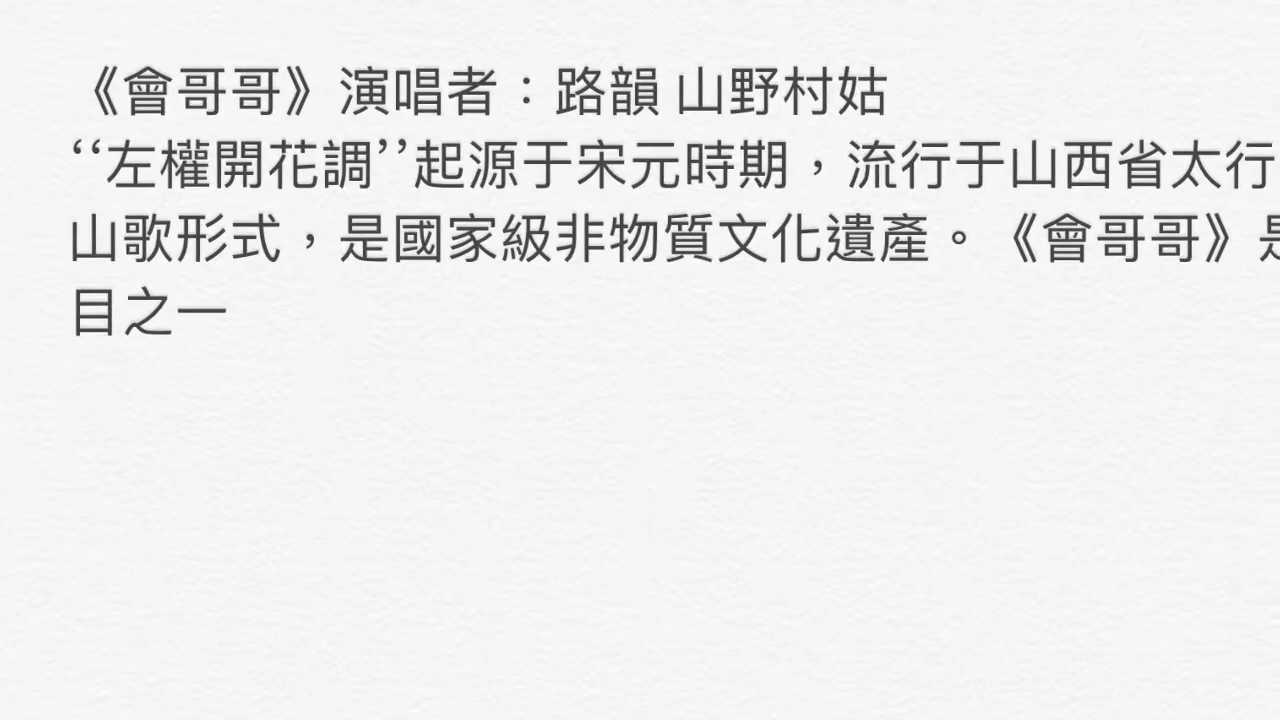 《會哥哥》演唱者：路韻 山野村姑
‘‘左權開花調’’起源于宋元時期，流行于山西省太行
山歌形式，是國家級非物質文化遺產。《會哥哥》是
目之一